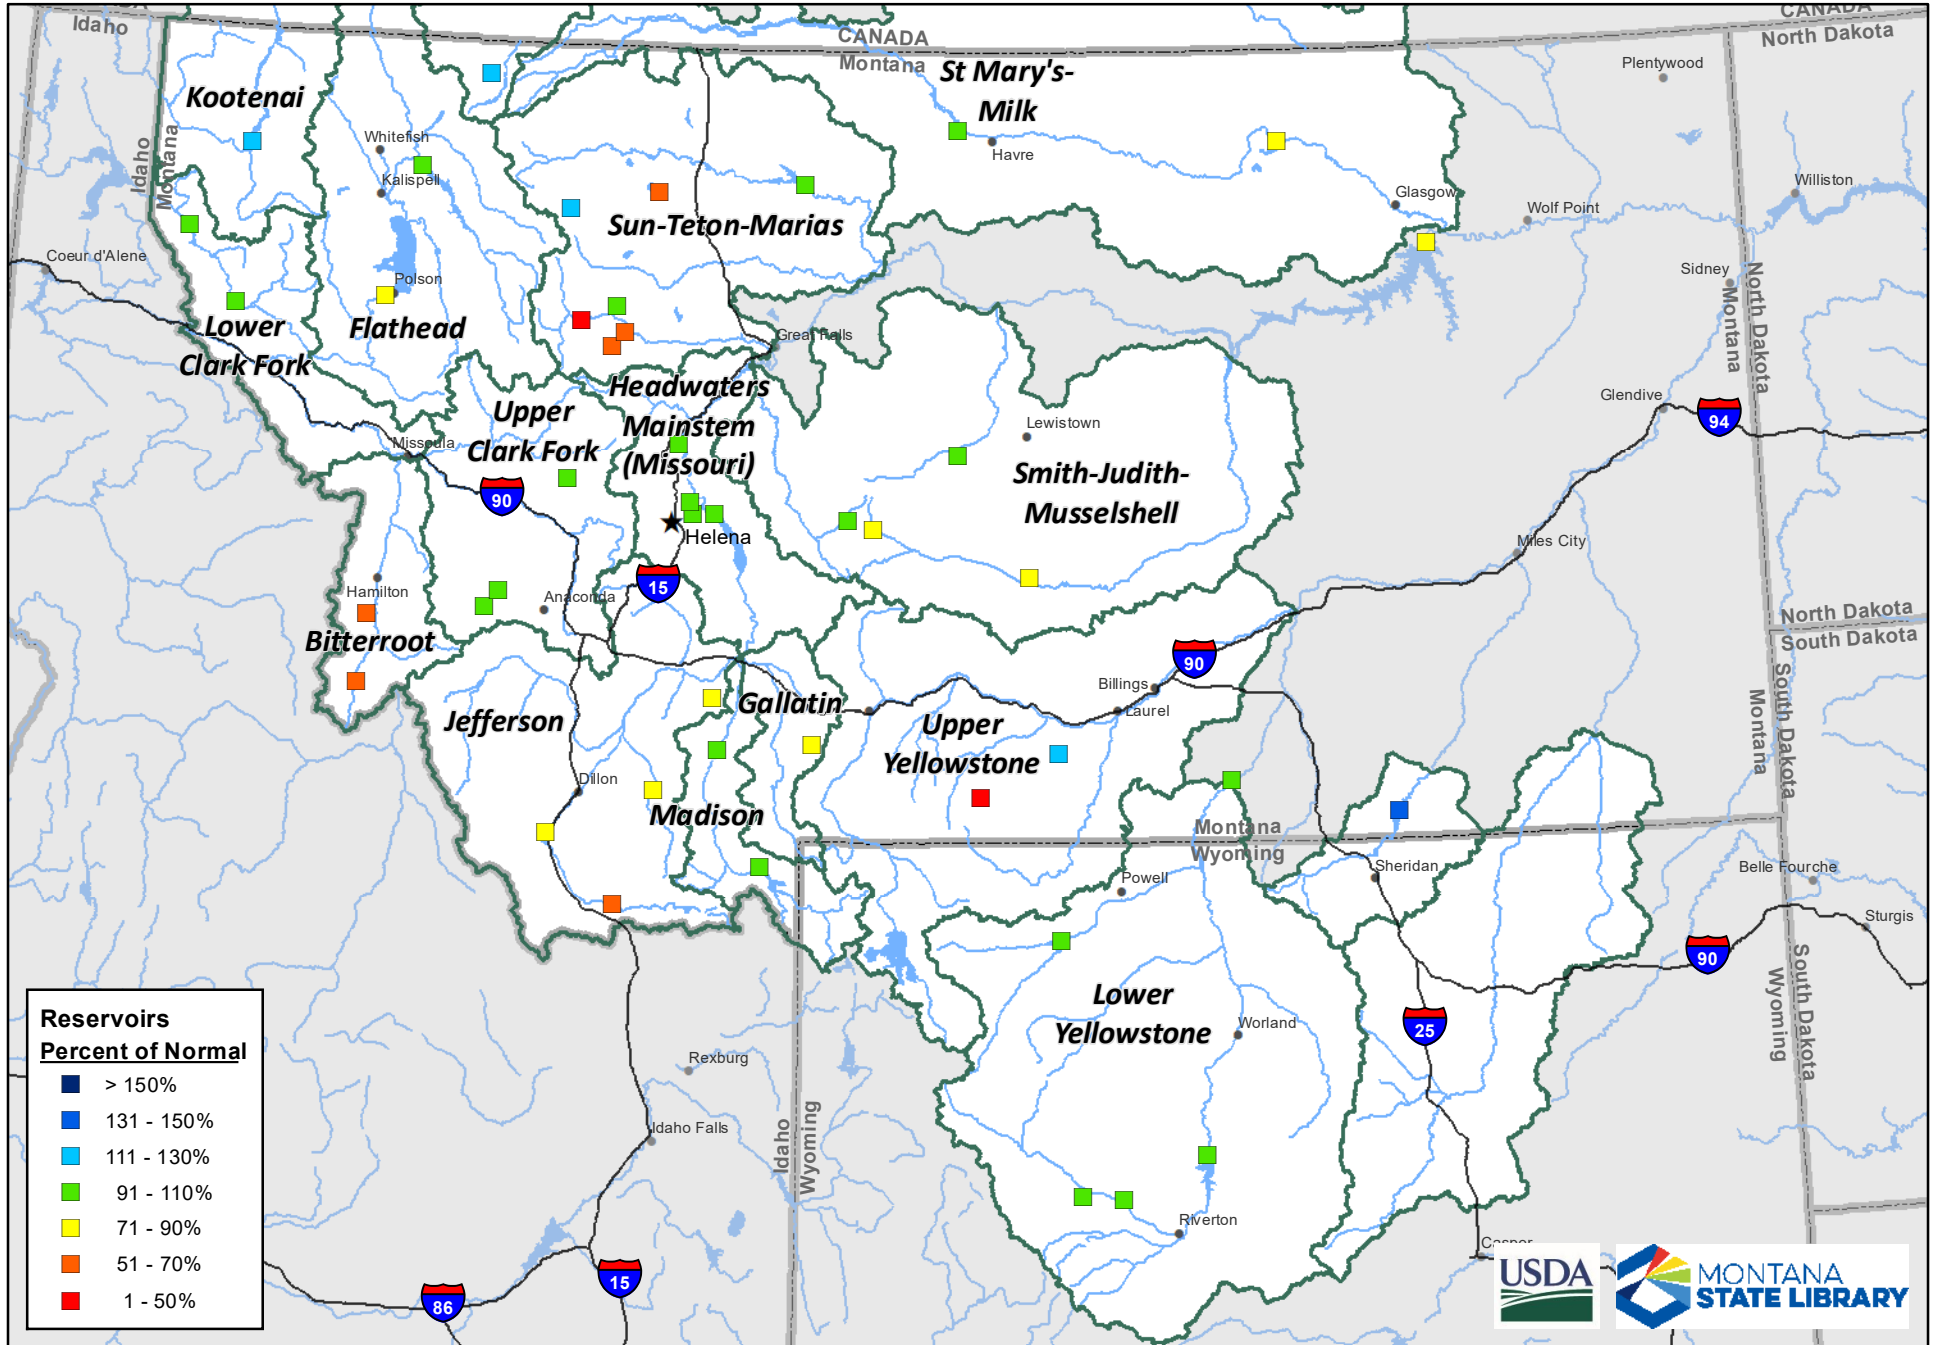 CANADA
Idaho
CANADA
Montana
CANADA
North Dakota
St Mary's-
Milk
Plentywood
Kootenai
Whitefish
Havre
Idaho
Montana
Kalispell
Glasgow
Williston
Wolf Point
Sun-Teton-Marias
Coeur d'Alene
Polson
Sidney
North Dakota
Montana
Lower
Clark Fork
Flathead
Great Falls
Headwaters
Mainstem
(Missouri)
Upper
Clark Fork
Glendive
94
Lewistown
Missoula
Smith-Judith-
Musselshell
90
Helena
Miles City
15
Hamilton
Anaconda
North Dakota
South Dakota
Bitterroot
90
Billings
Laurel
Gallatin
Jefferson
Upper
Yellowstone
South Dakota
Montana
Dillon
Madison
Montana
Wyoming
Sheridan
Belle Fourche
Powell
Sturgis
90
Lower
Yellowstone
Worland
25
South Dakota
Wyoming
Reservoirs
Percent of Normal
> 150%
131 - 150%
111 - 130%
91 - 110%
71 - 90%
51 - 70%
1 - 50%
Rexburg
Idaho Falls
Idaho
Wyoming
Riverton
Casper
15
86
USDA
MONTANA
STATE LIBRARY